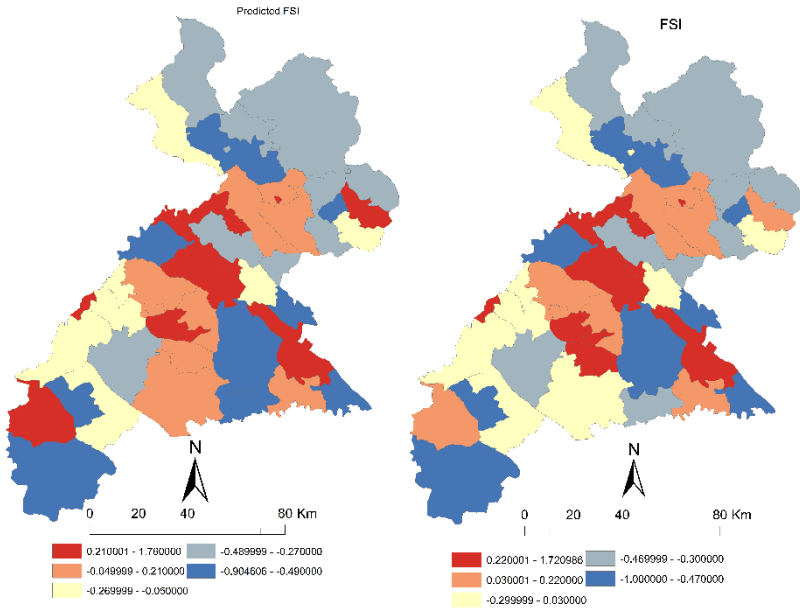 Predicted FSI
FSI
N
0 20 40 80 Km
0.210001 - 1.760000 -0.489999 - -0.270000
-0.049999 - 0.210000 -0.904606 - -0.490000
-0.269999 - -0.050000
N
0 20 40 80 Km
0.220001 - 1.720986 -0.469999 - -0.300000
0.030001 - 0.220000 -1.000000 - -0.470000
-0.299999 - 0.030000